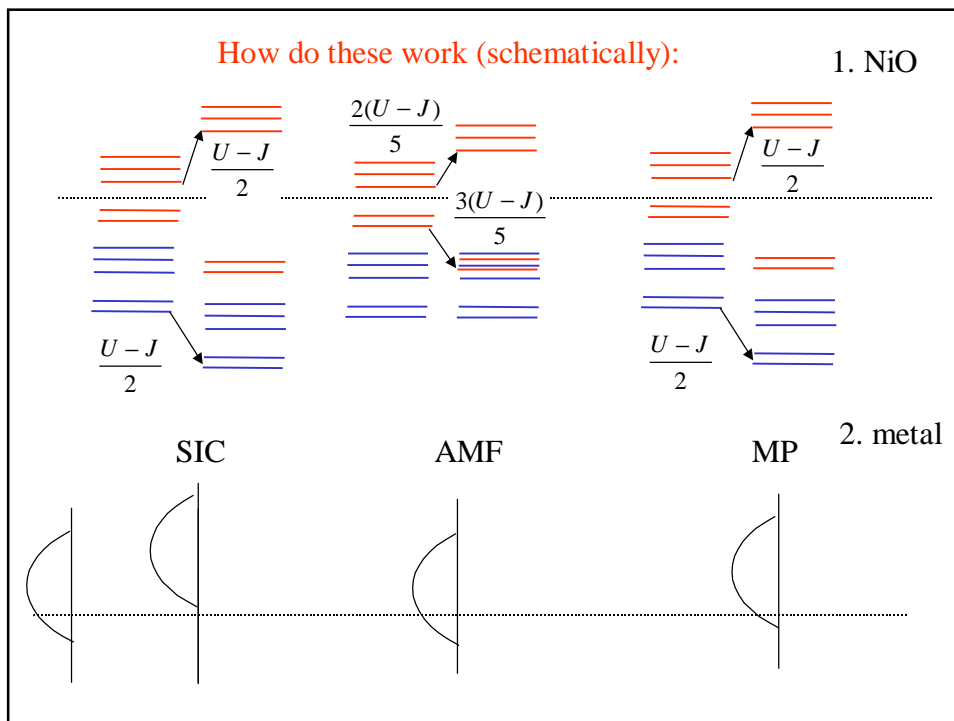 How do these work (schematically):
1. NiO
U – J
2
2(U – J)
5
3(U – J)
5
U – J
2
U – J
2
U – J
2
2. metal
SIC AMF MP